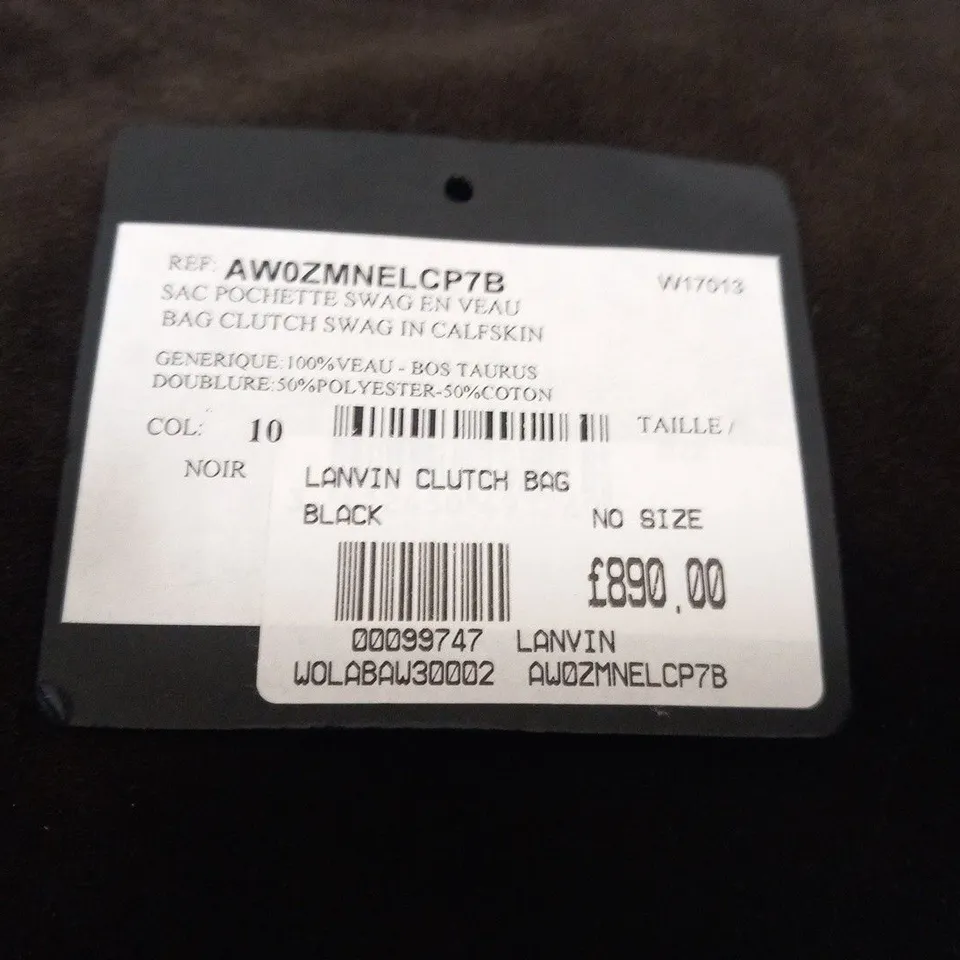 REF: AW0ZMNELCP7B W17013
SAC POCHETTE SWAG EN VEAU
BAG CLUTCH SWAG IN CALFSKIN
GENERIQUE:100%VEAU - BOS TAURUS
DOUBLURE:50%POLYESTER-50%COTON
COL: 10 TAILLE /
NOIR
LANVIN CLUTCH BAG
BLACK NO SIZE
£890.00
00099747 LANVIN
WOLABAW30002 AW0ZMNELCP7B